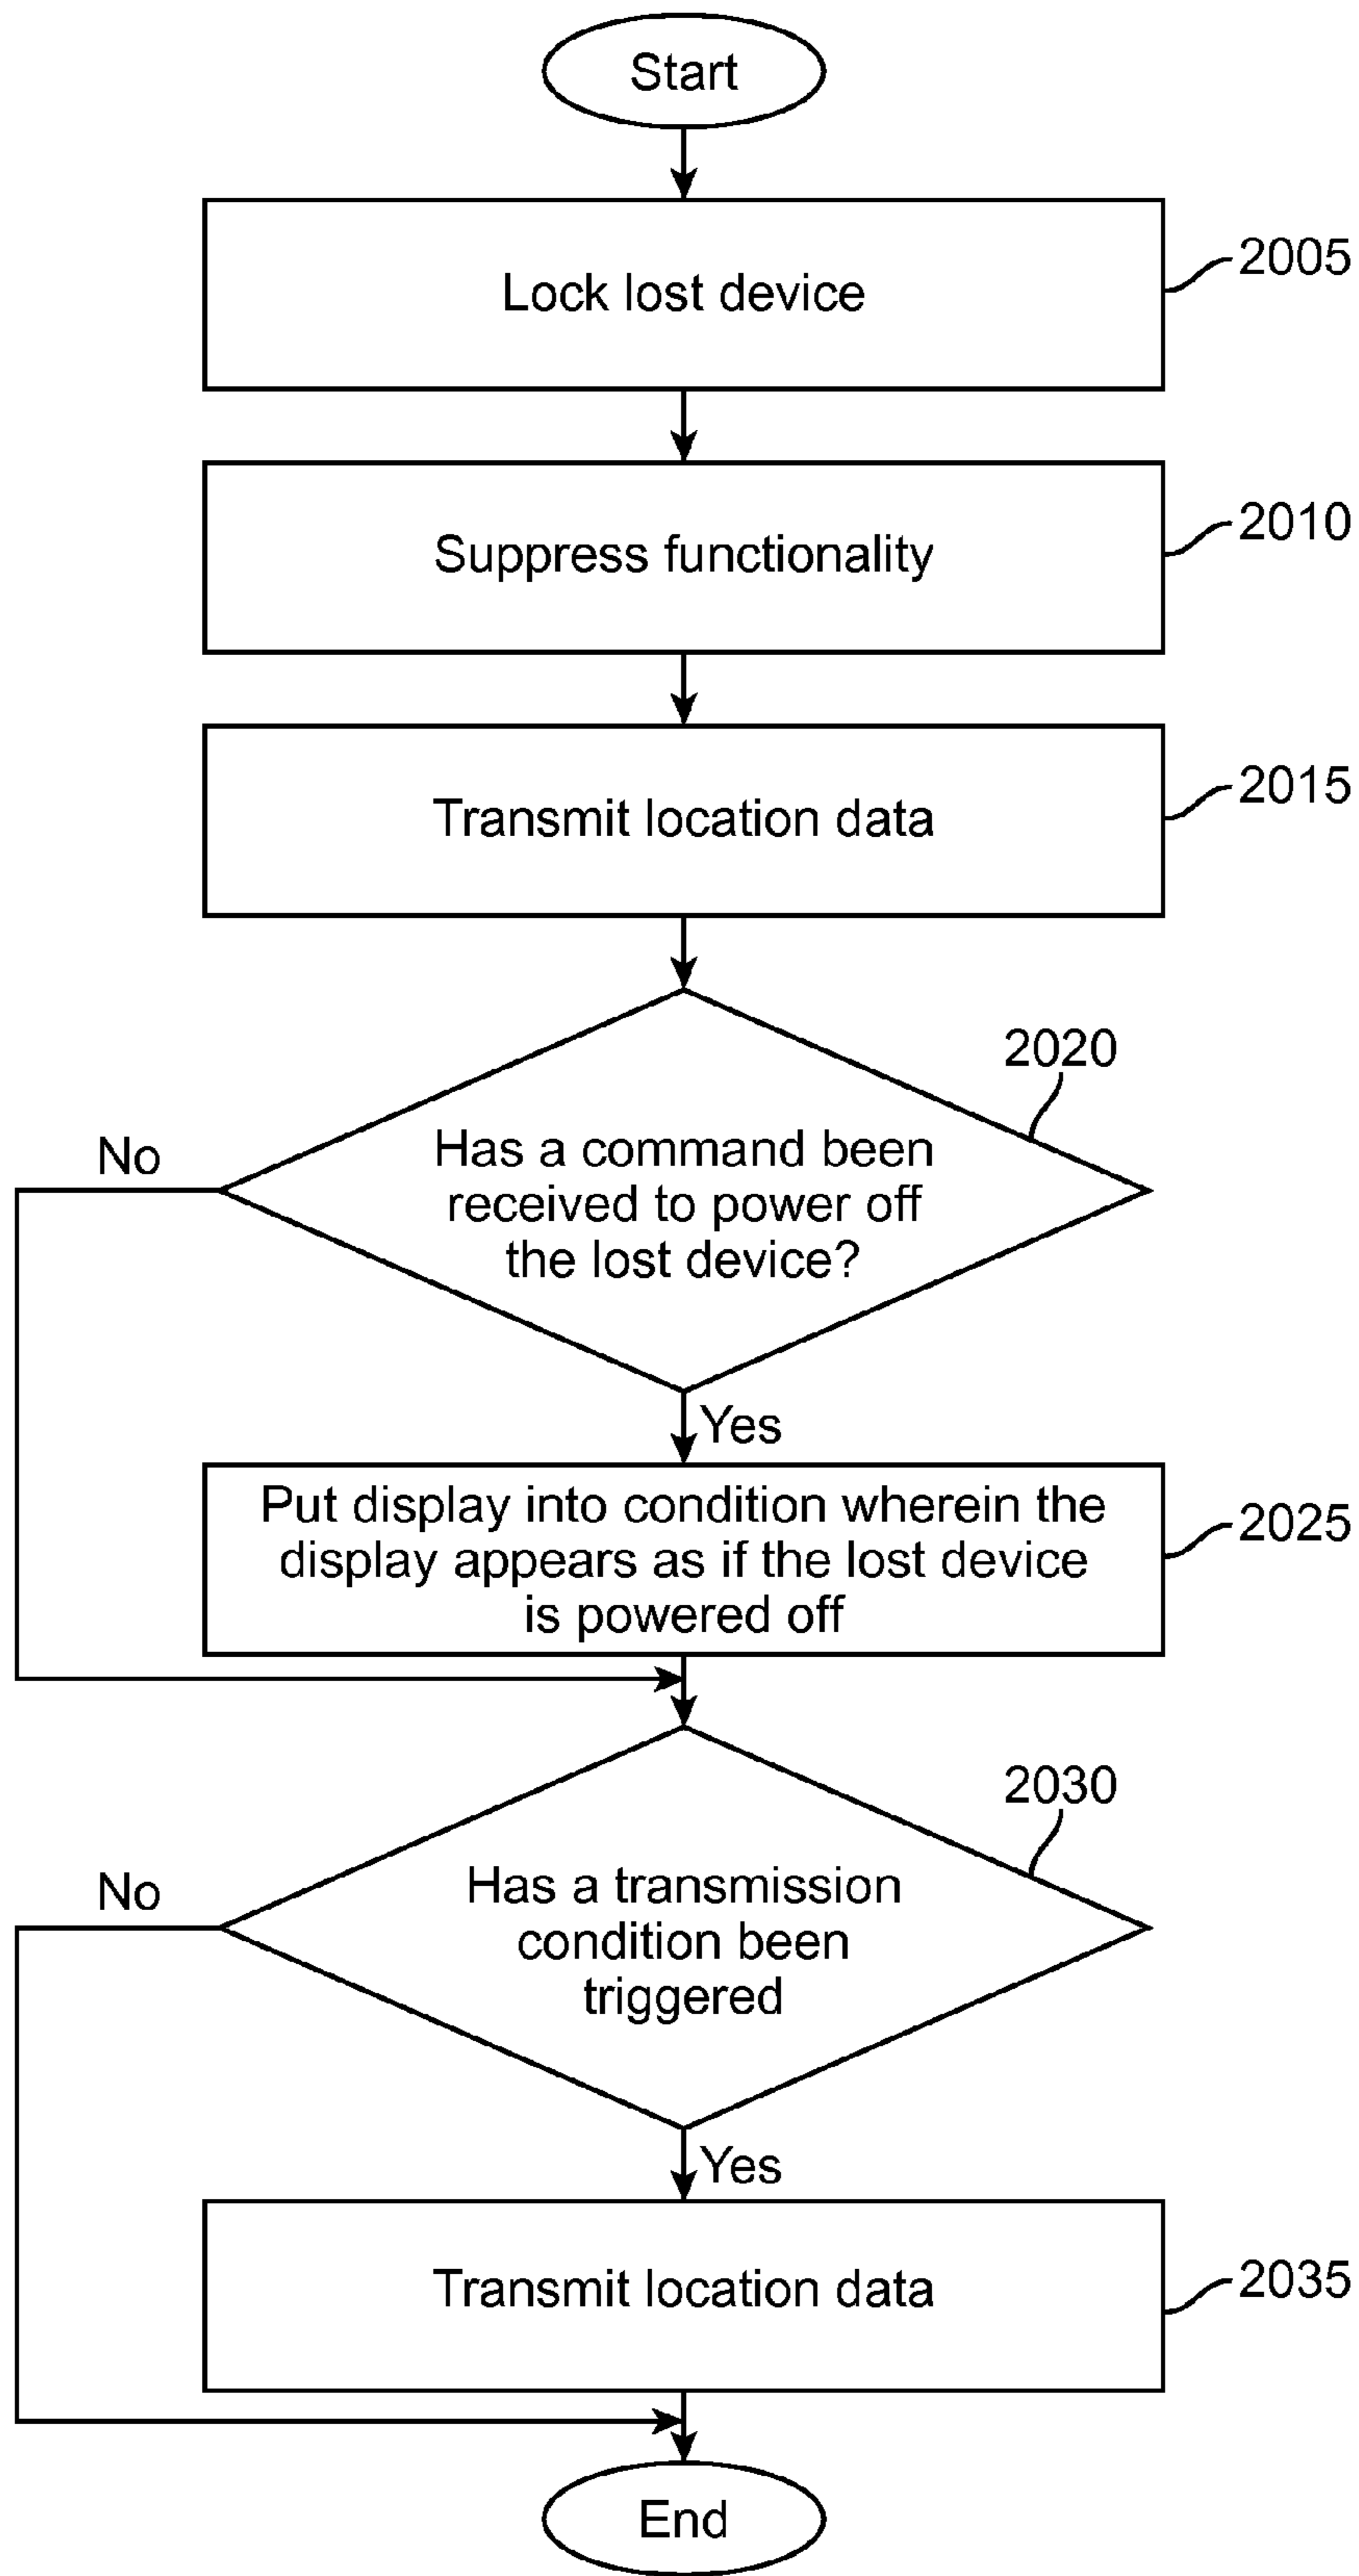 Start
Lock lost device
2005
Suppress functionality
2010
Transmit location data
2015
2020
Has a command been
received to power off
the lost device?
No
Yes
Put display into condition wherein the
display appears as if the lost device
is powered off
2025
2030
Has a transmission
condition been
triggered
No
Yes
Transmit location data
2035
End